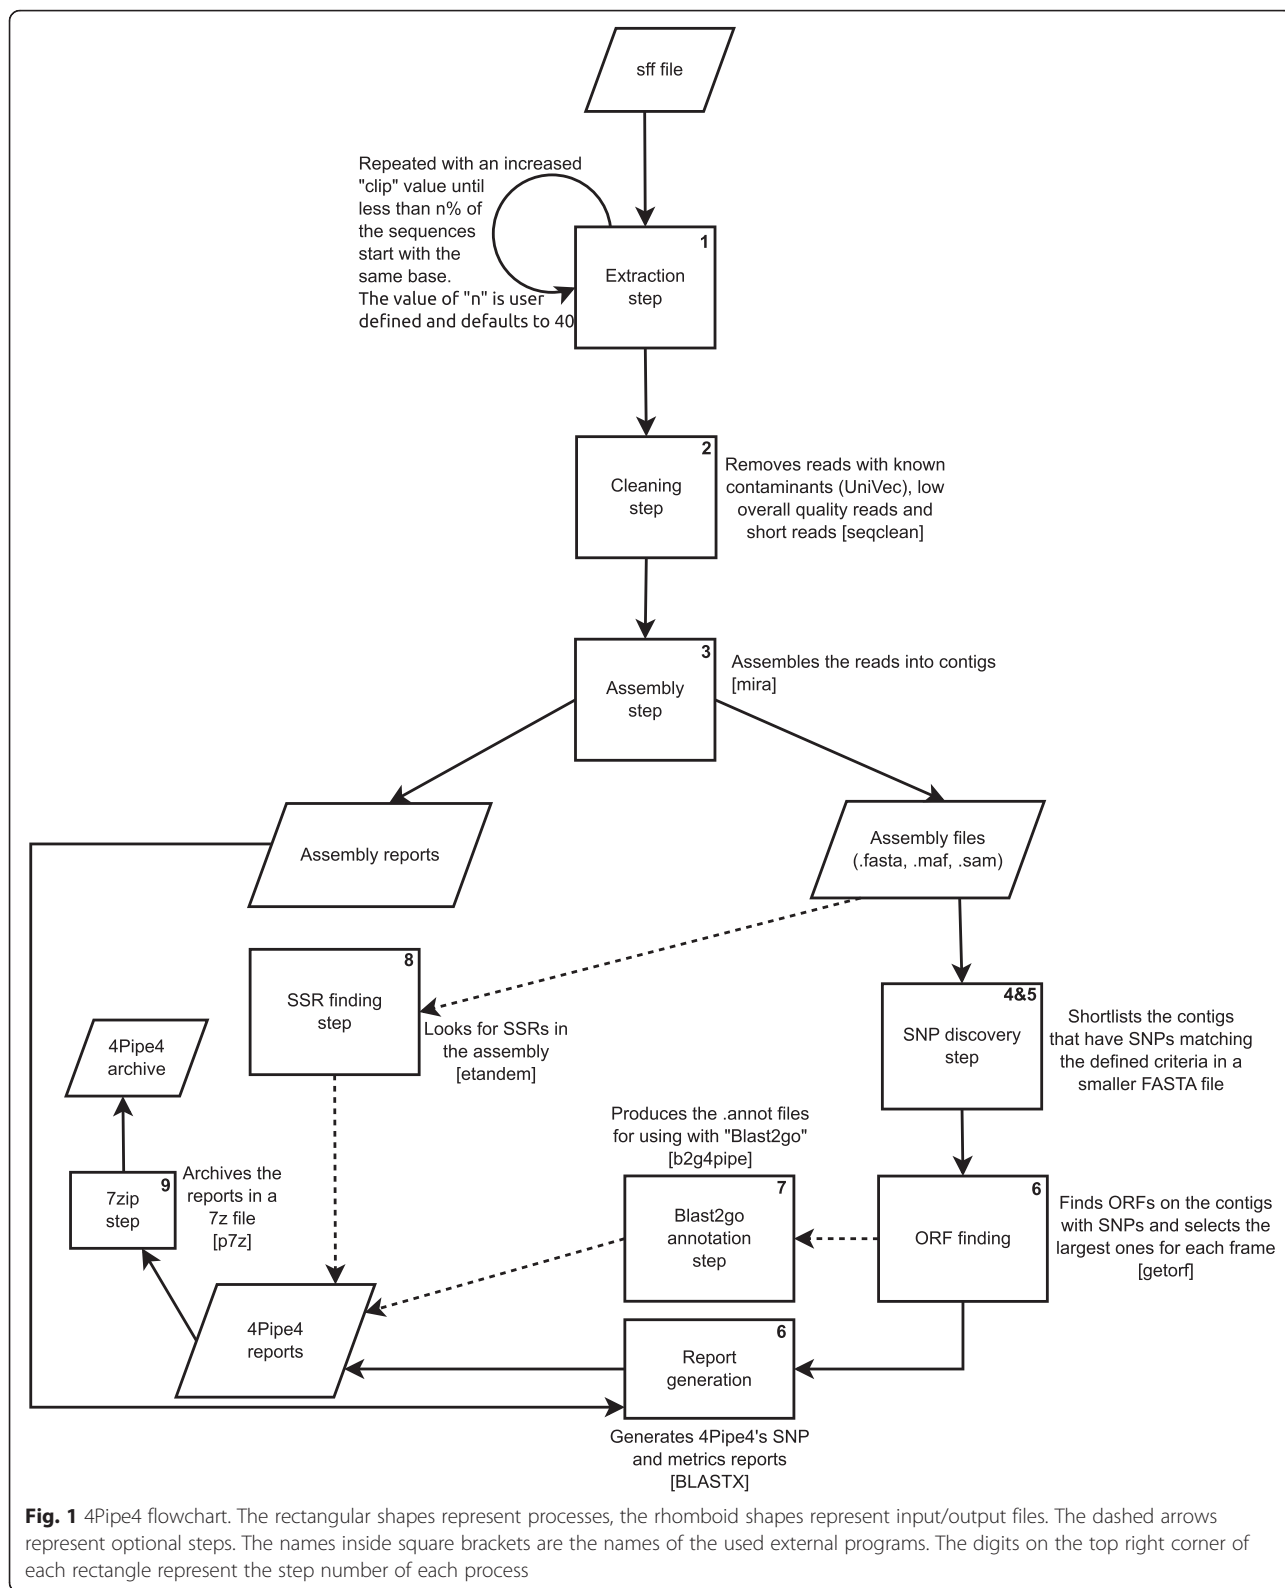 sff file
Repeated with an increased
"clip" value until
less than n% of
the sequences
start with the
same base.
The value of "n" is user
defined and defaults to 40
1
Extraction
step
2
Cleaning
step
Removes reads with known
contaminants (UniVec), low
overall quality reads and
short reads [seqclean]
3
Assembly
step
Assembles the reads into contigs
[mira]
Assembly reports
Assembly files
(.fasta, .maf, .sam)
8
SSR finding
step
Looks for SSRs in
the assembly
[etandem]
4&5
SNP discovery
step
Shortlists the contigs
that have SNPs matching
the defined criteria in a
smaller FASTA file
4Pipe4
archive
Produces the .annot files
for using with "Blast2go"
[b2g4pipe]
9
7zip
step
Archives the
reports in a
7z file
[p7z]
7
Blast2go
annotation
step
6
ORF finding
Finds ORFs on the contigs
with SNPs and selects the
largest ones for each frame
[getorf]
4Pipe4
reports
6
Report
generation
Generates 4Pipe4's SNP
and metrics reports
[BLASTX]
Fig. 1 4Pipe4 flowchart. The rectangular shapes represent processes, the rhomboid shapes represent input/output files. The dashed arrows
represent optional steps. The names inside square brackets are the names of the used external programs. The digits on the top right corner of
each rectangle represent the step number of each process